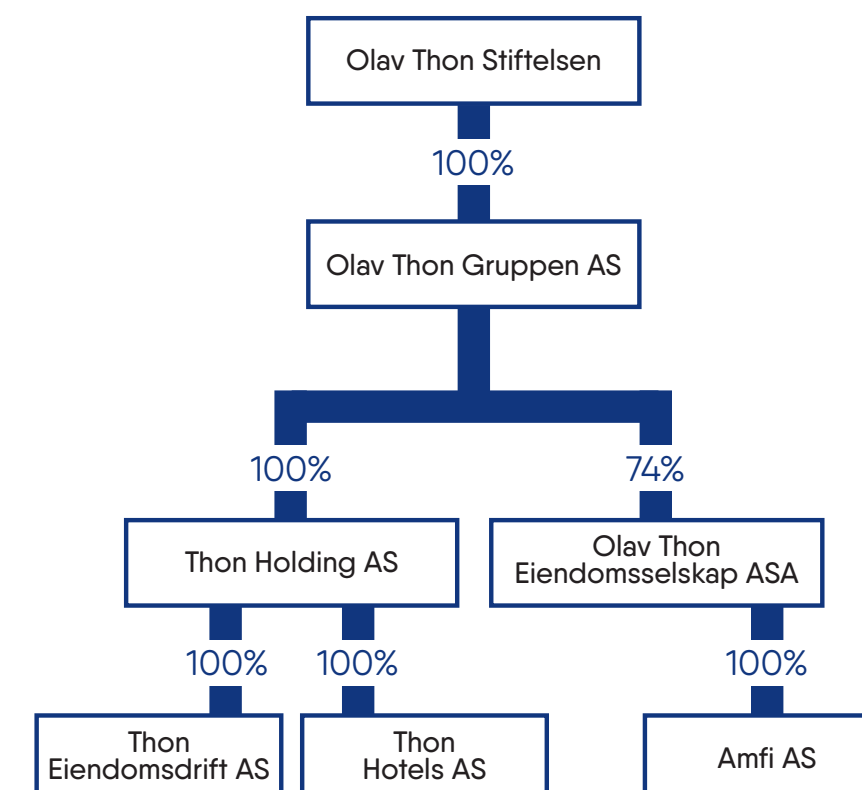 Olav Thon Stiftelsen
100%
Olav Thon Gruppen AS
100%
74%
Thon Holding AS
Olav Thon
Eiendomsselskap ASA
100%
100%
100%
Thon
Eiendomsdrift AS
Thon
Hotels AS
Amfi AS